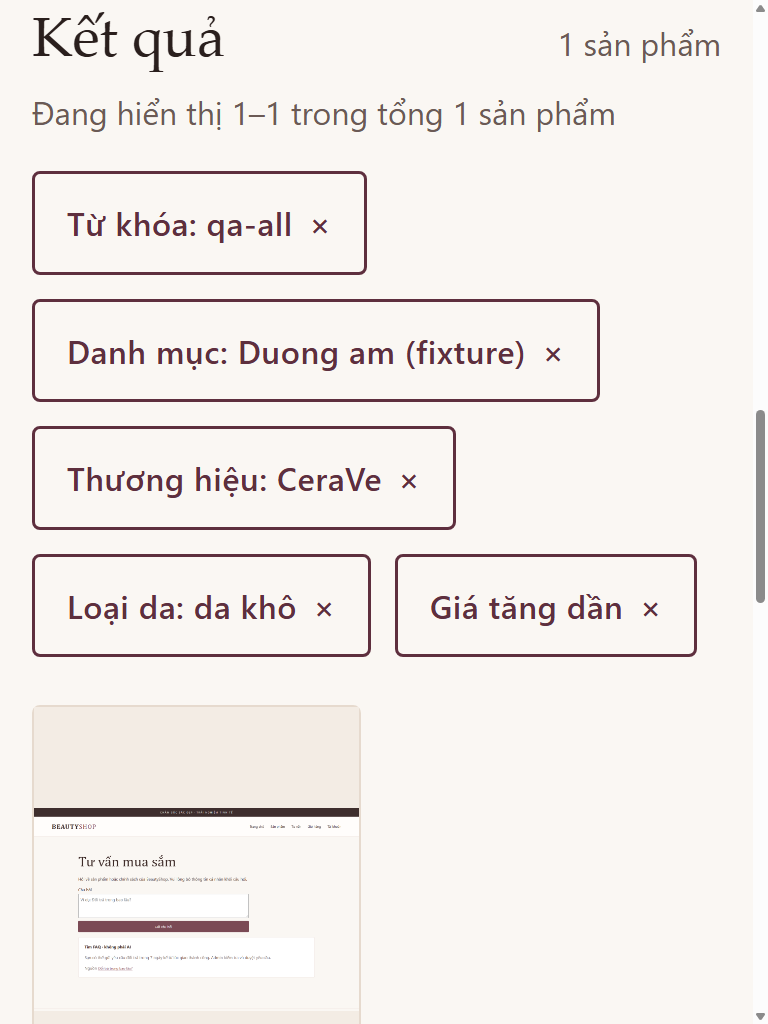 Kết quả
1 sản phẩm
Đang hiển thị 1–1 trong tổng 1 sản phẩm
Từ khóa: qa-all ×
Danh mục: Duong am (fixture) ×
Thương hiệu: CeraVe ×
Loại da: da khô × Giá tăng dần ×
BEAUTYSHOP
Tư vấn mua sắm